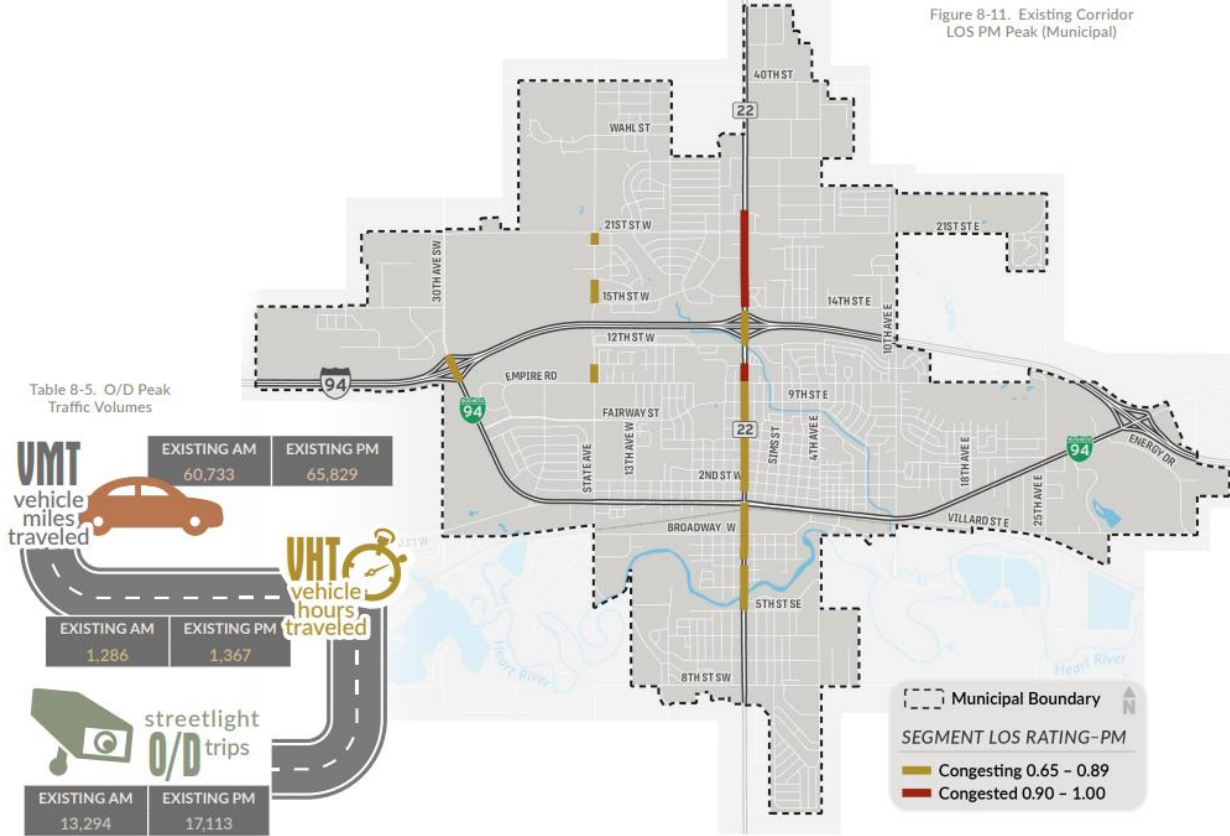 Figure 8-11. Existing Corridor
LOS PM Peak (Municipal)
40TH ST
22
WAHL ST
21ST ST W
21ST ST E
30TH AVE SW
15TH ST W
14TH ST E
10TH AVE E
12TH ST W
94
EMPIRE RD
94
9TH ST E
FAIRWAY ST
22
STATE AVE
13TH AVE W
SIMS ST
4TH AVE E
2ND ST W
18TH AVE E
25TH AVE E
94
ENERGY DR
VILLARD ST E
BROADWAY W
5TH ST SE
8TH ST SW
Heart River
Heart River
Table 8-5. O/D Peak
Traffic Volumes
VMT
vehicle
miles
traveled
EXISTING AM EXISTING PM
60,733 65,829
VHT
vehicle
hours
traveled
EXISTING AM EXISTING PM
1,286 1,367
streetlight
O/D trips
EXISTING AM EXISTING PM
13,294 17,113
Municipal Boundary
N
SEGMENT LOS RATING–PM
Congesting 0.65 – 0.89
Congested 0.90 – 1.00